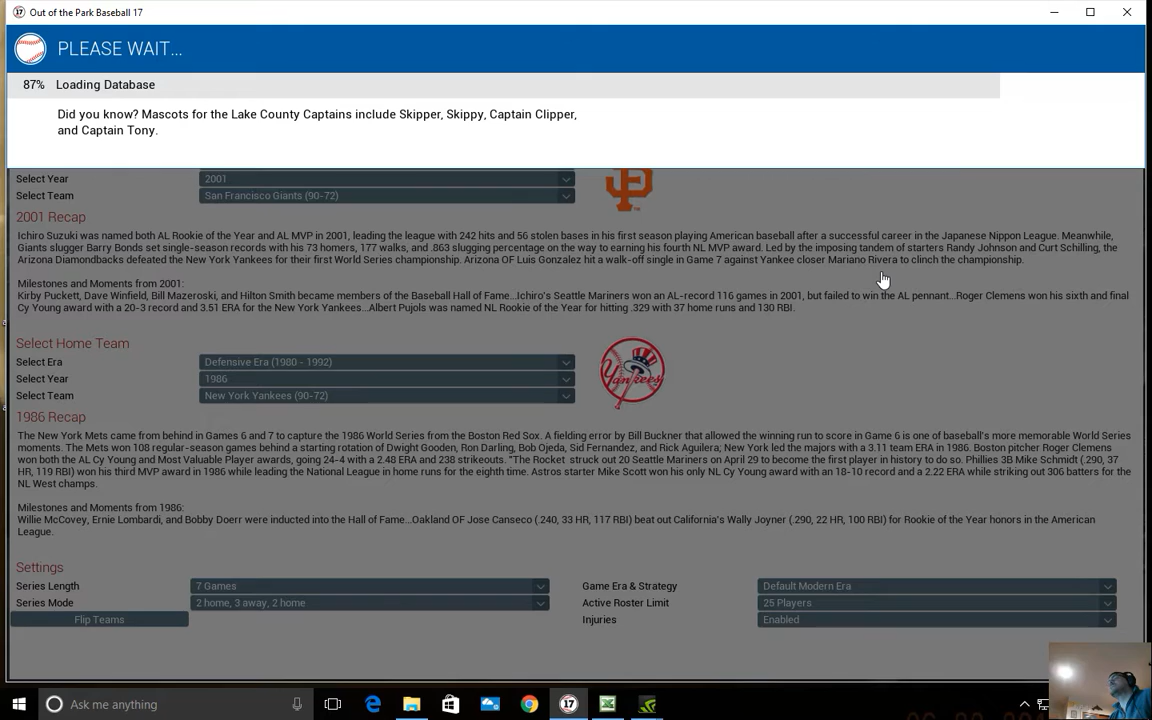 Out of the Park Baseball 17
PLEASE WAIT...
87% Loading Database
Did you know? Mascots for the Lake County Captains include Skipper, Skippy, Captain Clipper,
and Captain Tony.
Select Year 2001
Select Team San Francisco Giants (90-72)
2001 Recap
Ichiro Suzuki was named both AL Rookie of the Year and AL MVP in 2001, leading the league with 242 hits and 56 stolen bases in his first season playing American baseball after a successful career in the Japanese Nippon League. Meanwhile,
Giants slugger Barry Bonds set single-season records with his 73 homers, 177 walks, and .863 slugging percentage on the way to earning his fourth NL MVP award. Led by the imposing tandem of starters Randy Johnson and Curt Schilling, the
Arizona Diamondbacks defeated the New York Yankees for their first World Series championship. Arizona OF Luis Gonzalez hit a walk-off single in Game 7 against Yankee closer Mariano Rivera to clinch the championship.
Milestones and Moments from 2001:
Kirby Puckett, Dave Winfield, Bill Mazeroski, and Hilton Smith became members of the Baseball Hall of Fame...Ichiro's Seattle Mariners won an AL-record 116 games in 2001, but failed to win the AL pennant...Roger Clemens won his sixth and final
Cy Young award with a 20-3 record and 3.51 ERA for the New York Yankees...Albert Pujols was named NL Rookie of the Year for hitting .329 with 37 home runs and 130 RBI.
Select Home Team
Select Era Defensive Era (1980 - 1992)
Select Year 1986
Select Team New York Yankees (90-72)
Yankees
1986 Recap
The New York Mets came from behind in Games 6 and 7 to capture the 1986 World Series from the Boston Red Sox. A fielding error by Bill Buckner that allowed the winning run to score in Game 6 is one of baseball's more memorable World Series
moments. The Mets won 108 regular-season games behind a starting rotation of Dwight Gooden, Ron Darling, Bob Ojeda, Sid Fernandez, and Rick Aguilera; New York led the majors with a 3.11 team ERA in 1986. Boston pitcher Roger Clemens
won both the AL Cy Young and Most Valuable Player awards, going 24-4 with a 2.48 ERA and 238 strikeouts. "The Rocket struck out 20 Seattle Mariners on April 29 to become the first player in history to do so. Phillies 3B Mike Schmidt (.290, 37
HR, 119 RBI) won his third MVP award in 1986 while leading the National League in home runs for the eighth time. Astros starter Mike Scott won his only NL Cy Young award with an 18-10 record and a 2.22 ERA while striking out 306 batters for the
NL West champs.
Milestones and Moments from 1986:
Willie McCovey, Ernie Lombardi, and Bobby Doerr were inducted into the Hall of Fame...Oakland OF Jose Canseco (.240, 33 HR, 117 RBI) beat out California's Wally Joyner (.290, 22 HR, 100 RBI) for Rookie of the Year honors in the American
League.
Settings
Series Length 7 Games Game Era & Strategy Default Modern Era
Series Mode 2 home, 3 away, 2 home Active Roster Limit 25 Players
Flip Teams Injuries Enabled
Ask me anything 17